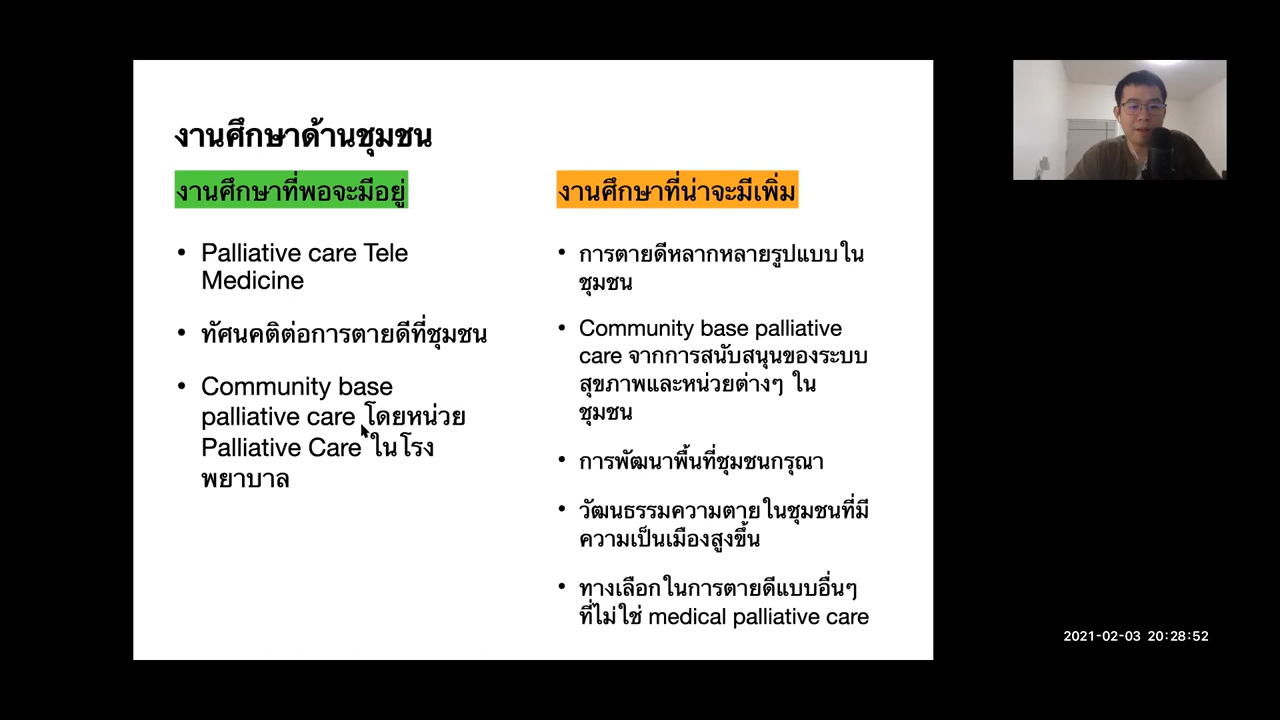 งานศึกษาด้านชุมชน
งานศึกษาที่พอจะมีอยู่
• Palliative care Tele
Medicine
• ทัศนคติต่อการตายดีที่ชุมชน
• Community base
palliative care โดยหน่วย
Palliative Care ในโรง
พยาบาล
งานศึกษาที่น่าจะมีเพิ่ม
• การตายดีหลากหลายรูปแบบใน
ชุมชน
• Community base palliative
care จากการสนับสนุนของระบบ
สุขภาพและหน่วยต่างๆ ใน
ชุมชน
• การพัฒนาพื้นที่ชุมชนกรุณา
• วัฒนธรรมความตายในชุมชนที่มี
ความเป็นเมืองสูงขึ้น
• ทางเลือกในการตายดีแบบอื่นๆ
ที่ไม่ใช่ medical palliative care
2021-02-03 20:28:52